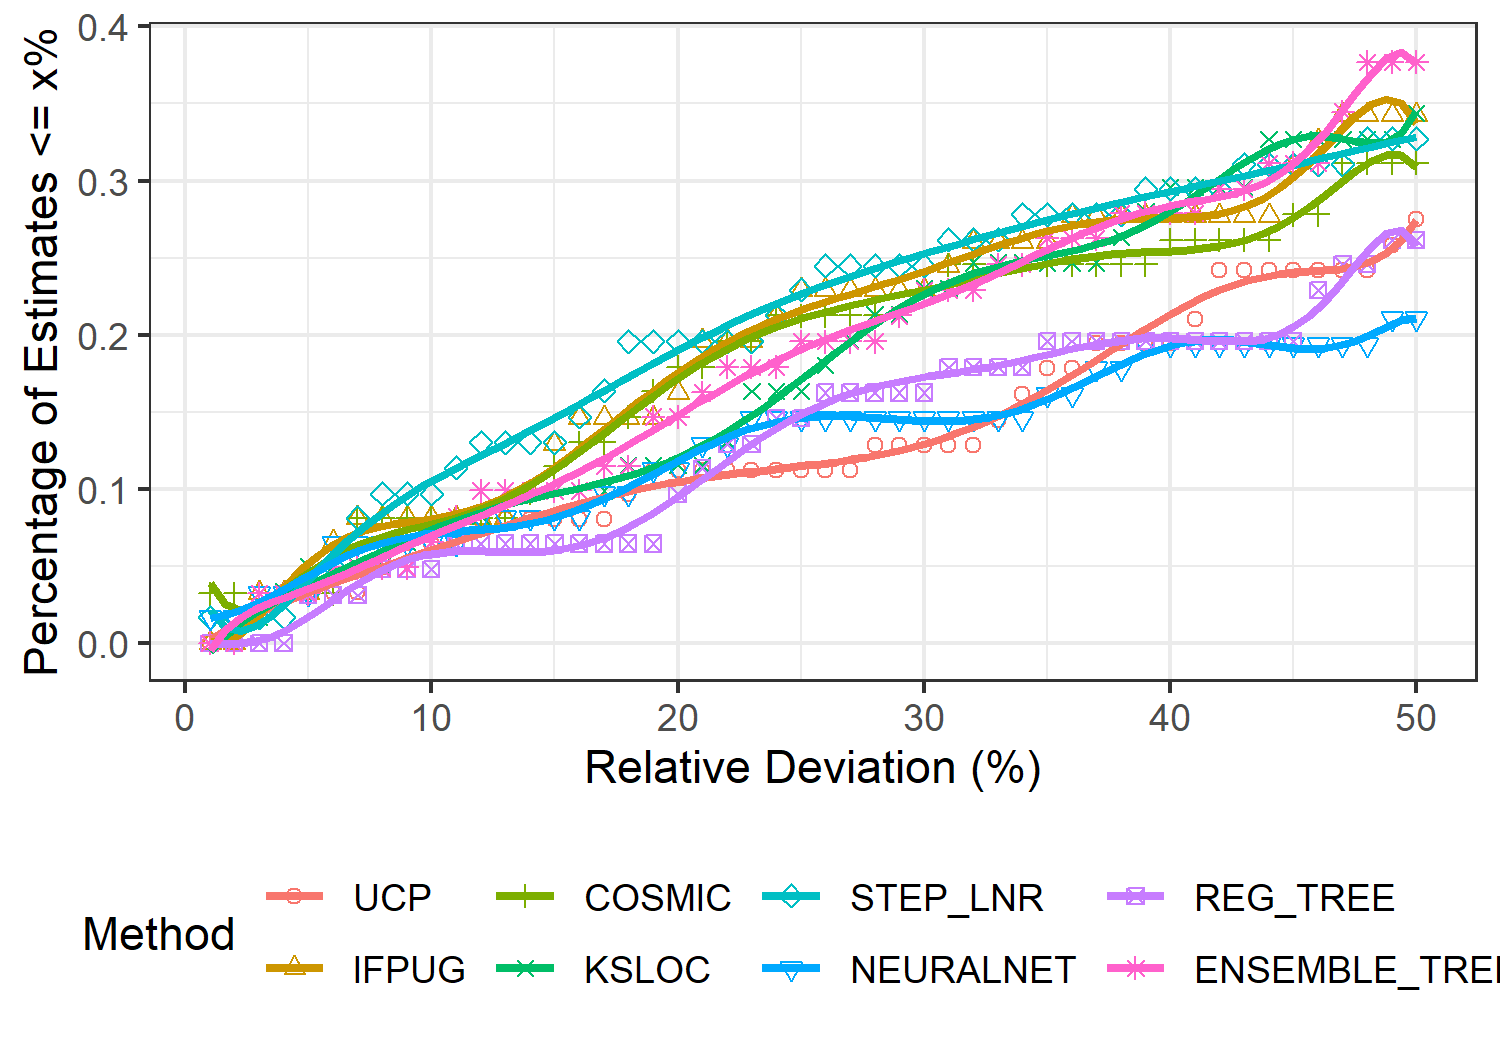 Percentage of Estimates <= x%
0.4
0.3
0.2
0.1
0.0
0 10 20 30 40 50
Relative Deviation (%)
Method
UCP COSMIC STEP_LNR REG_TREE
IFPUG KSLOC NEURALNET